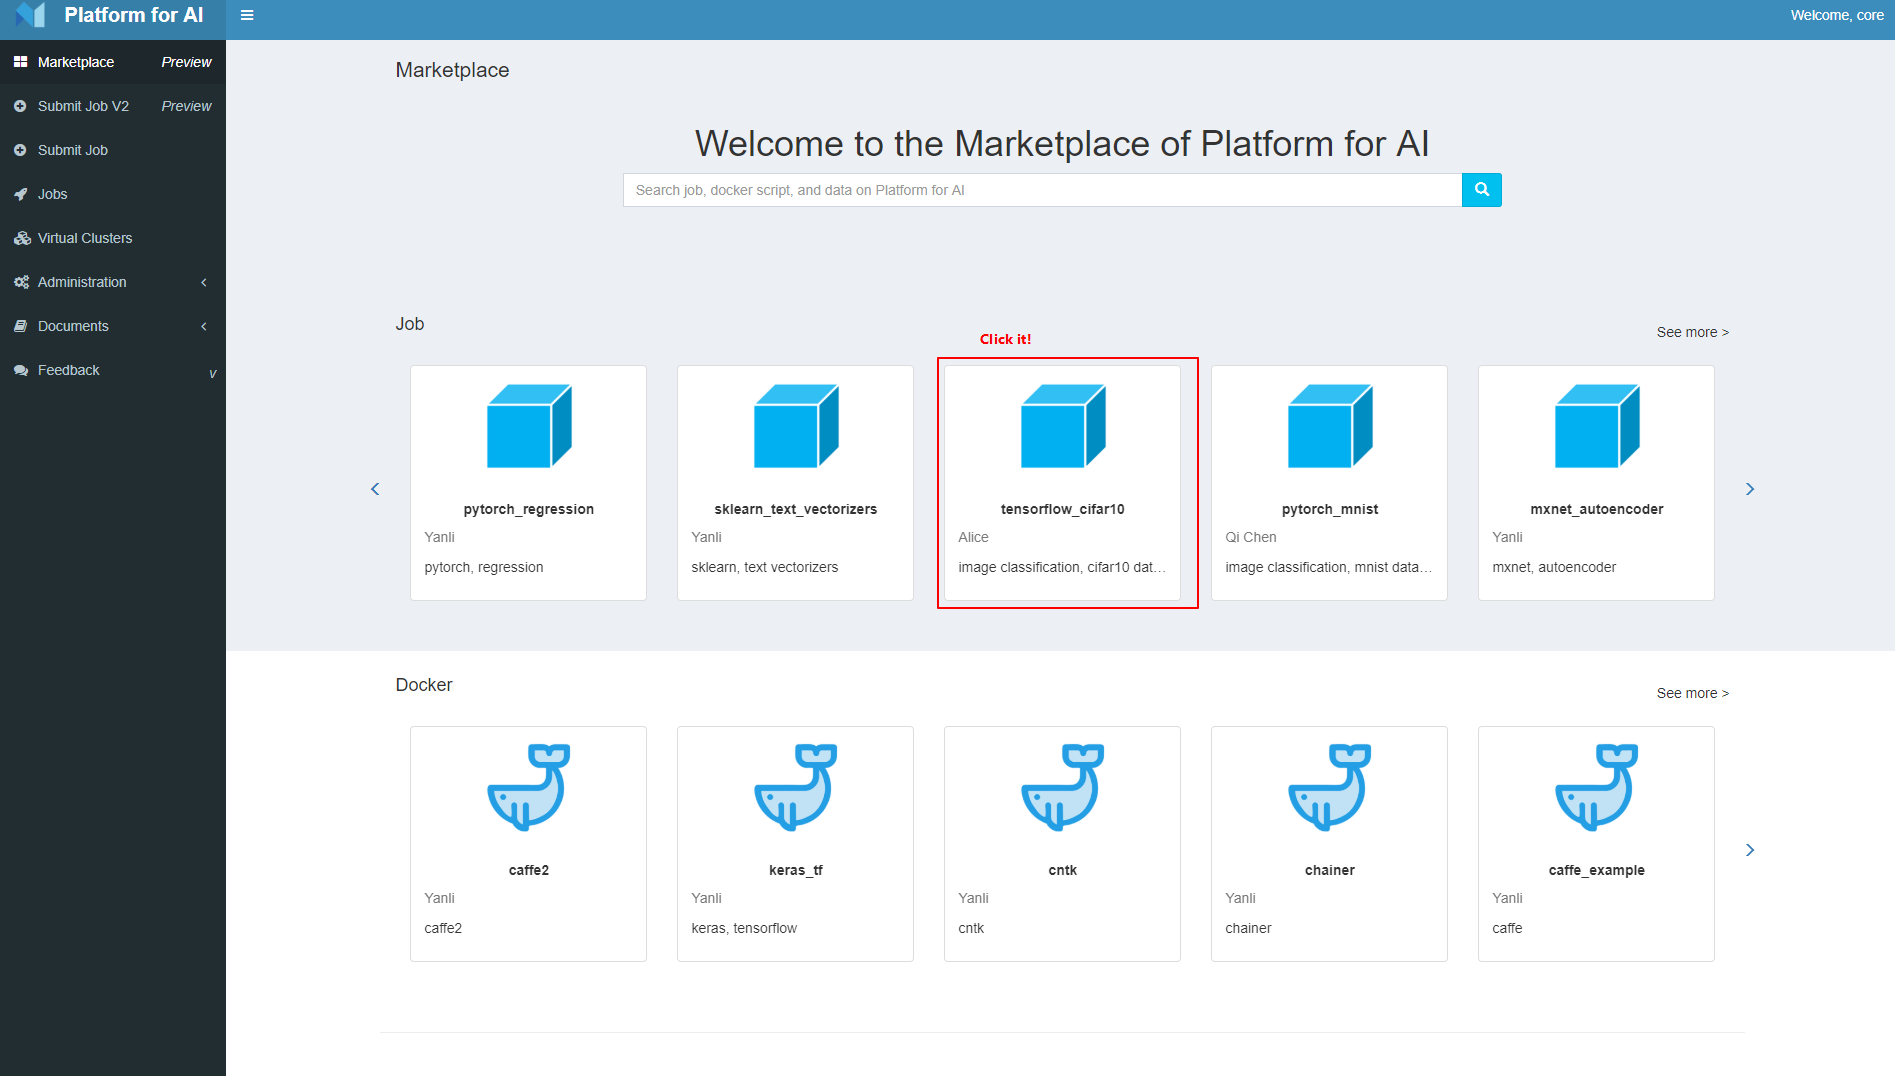 Platform for AI
Welcome, core
Marketplace Preview
Submit Job V2 Preview
Submit Job
Jobs
Virtual Clusters
Administration
Documents
Feedback v
Marketplace
Welcome to the Marketplace of Platform for AI
Search job, docker script, and data on Platform for AI
Job
See more >
Click it!
pytorch_regression
Yanli
pytorch, regression
sklearn_text_vectorizers
Yanli
sklearn, text vectorizers
tensorflow_cifar10
Alice
image classification, cifar10 dat...
pytorch_mnist
Qi Chen
image classification, mnist data...
mxnet_autoencoder
Yanli
mxnet, autoencoder
Docker
See more >
caffe2
Yanli
caffe2
keras_tf
Yanli
keras, tensorflow
cntk
Yanli
cntk
chainer
Yanli
chainer
caffe_example
Yanli
caffe